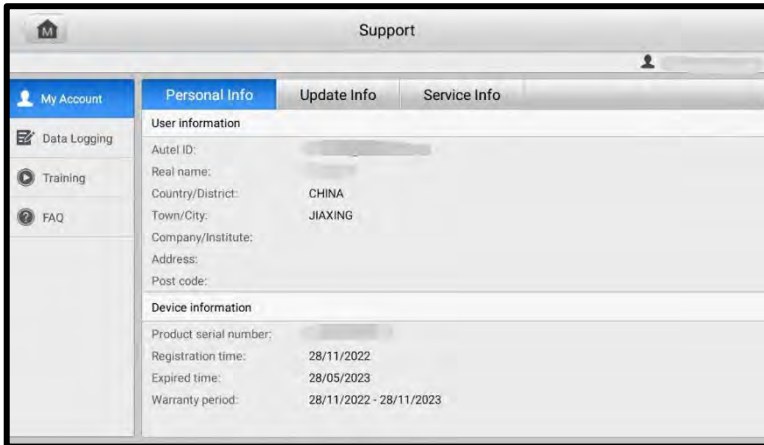 M
Support
My Account
Data Logging
Training
FAQ
Personal Info Update Info Service Info
User information
Autel ID:
Real name:
Country/District: CHINA
Town/City: JIAXING
Company/Institute:
Address:
Post code:
Device information
Product serial number:
Registration time: 28/11/2022
Expired time: 28/05/2023
Warranty period: 28/11/2022 - 28/11/2023